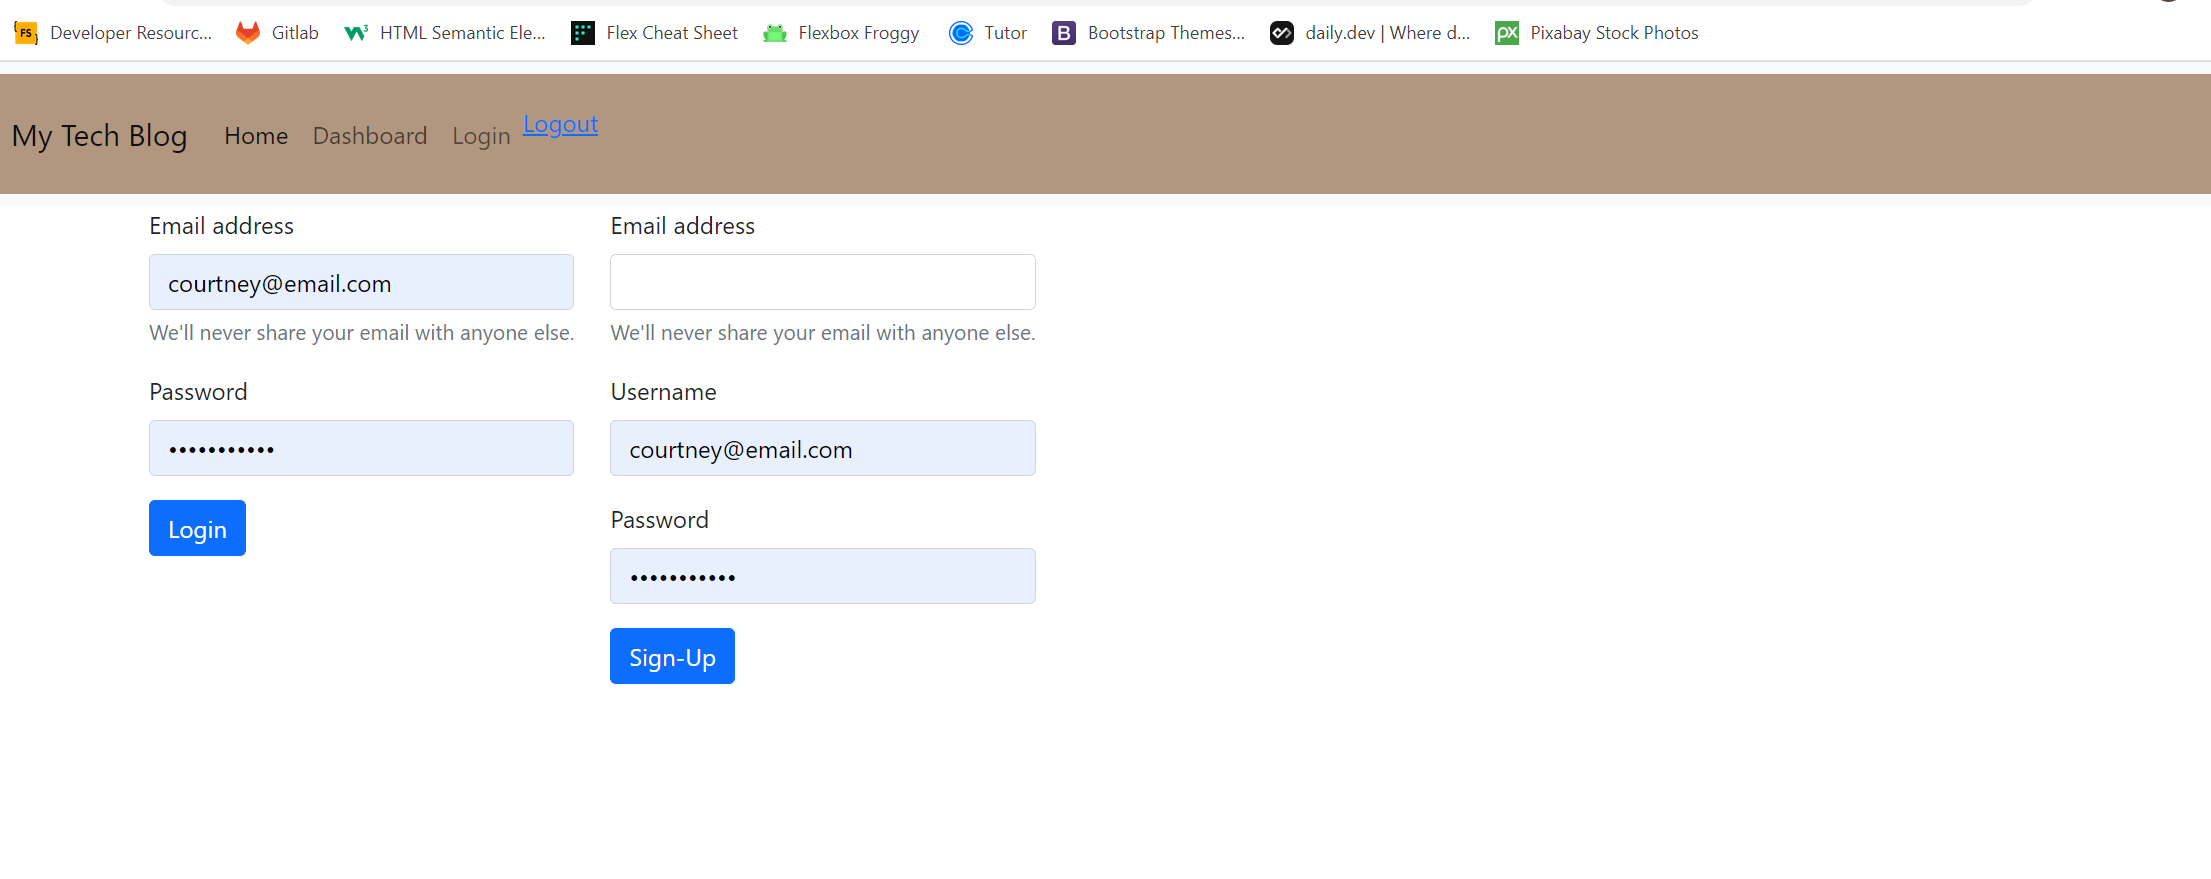 Developer Resourc... Gitlab HTML Semantic Ele... Flex Cheat Sheet Flexbox Froggy Tutor Bootstrap Themes... daily.dev | Where d... Pixabay Stock Photos
My Tech Blog Home Dashboard Login Logout
Email address
courtney@email.com
We'll never share your email with anyone else.
Password
•••••••••••
Login
Email address
We'll never share your email with anyone else.
Username
courtney@email.com
Password
•••••••••••
Sign-Up